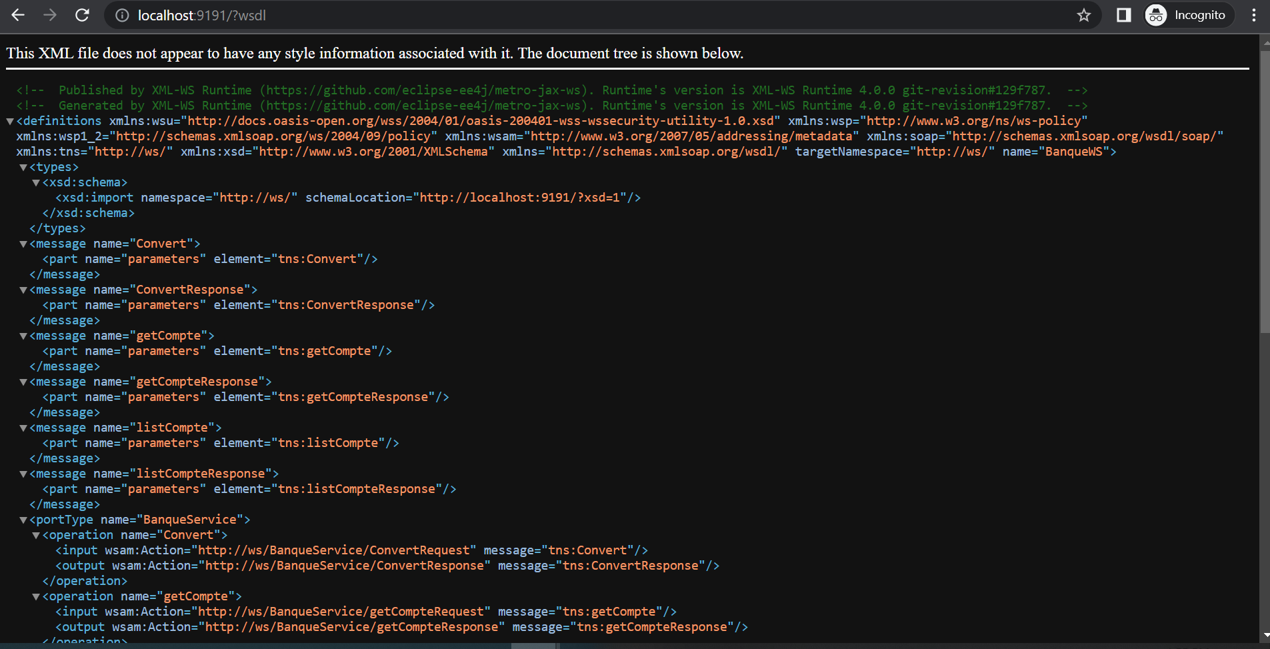 localhost:9191/?wsdl
Incognito
This XML file does not appear to have any style information associated with it. The document tree is shown below.
<!-- Published by XML-WS Runtime (https://github.com/eclipse-ee4j/metro-jax-ws). Runtime's version is XML-WS Runtime 4.0.0 git-revision#129f787. -->
<!-- Generated by XML-WS Runtime (https://github.com/eclipse-ee4j/metro-jax-ws). Runtime's version is XML-WS Runtime 4.0.0 git-revision#129f787. -->
<definitions xmlns:wsu="http://docs.oasis-open.org/wss/2004/01/oasis-200401-wss-wssecurity-utility-1.0.xsd" xmlns:wsp="http://www.w3.org/ns/ws-policy"
xmlns:wsp1_2="http://schemas.xmlsoap.org/ws/2004/09/policy" xmlns:wsam="http://www.w3.org/2007/05/addressing/metadata" xmlns:soap="http://schemas.xmlsoap.org/wsdl/soap/"
xmlns:tns="http://ws/" xmlns:xsd="http://www.w3.org/2001/XMLSchema" xmlns="http://schemas.xmlsoap.org/wsdl/" targetNamespace="http://ws/" name="BanqueWS">
<types>
<xsd:schema>
<xsd:import namespace="http://ws/" schemaLocation="http://localhost:9191/?xsd=1"/>
</xsd:schema>
</types>
<message name="Convert">
<part name="parameters" element="tns:Convert"/>
</message>
<message name="ConvertResponse">
<part name="parameters" element="tns:ConvertResponse"/>
</message>
<message name="getCompte">
<part name="parameters" element="tns:getCompte"/>
</message>
<message name="getCompteResponse">
<part name="parameters" element="tns:getCompteResponse"/>
</message>
<message name="listCompte">
<part name="parameters" element="tns:listCompte"/>
</message>
<message name="listCompteResponse">
<part name="parameters" element="tns:listCompteResponse"/>
</message>
<portType name="BanqueService">
<operation name="Convert">
<input wsam:Action="http://ws/BanqueService/ConvertRequest" message="tns:Convert"/>
<output wsam:Action="http://ws/BanqueService/ConvertResponse" message="tns:ConvertResponse"/>
</operation>
<operation name="getCompte">
<input wsam:Action="http://ws/BanqueService/getCompteRequest" message="tns:getCompte"/>
<output wsam:Action="http://ws/BanqueService/getCompteResponse" message="tns:getCompteResponse"/>
</operation>